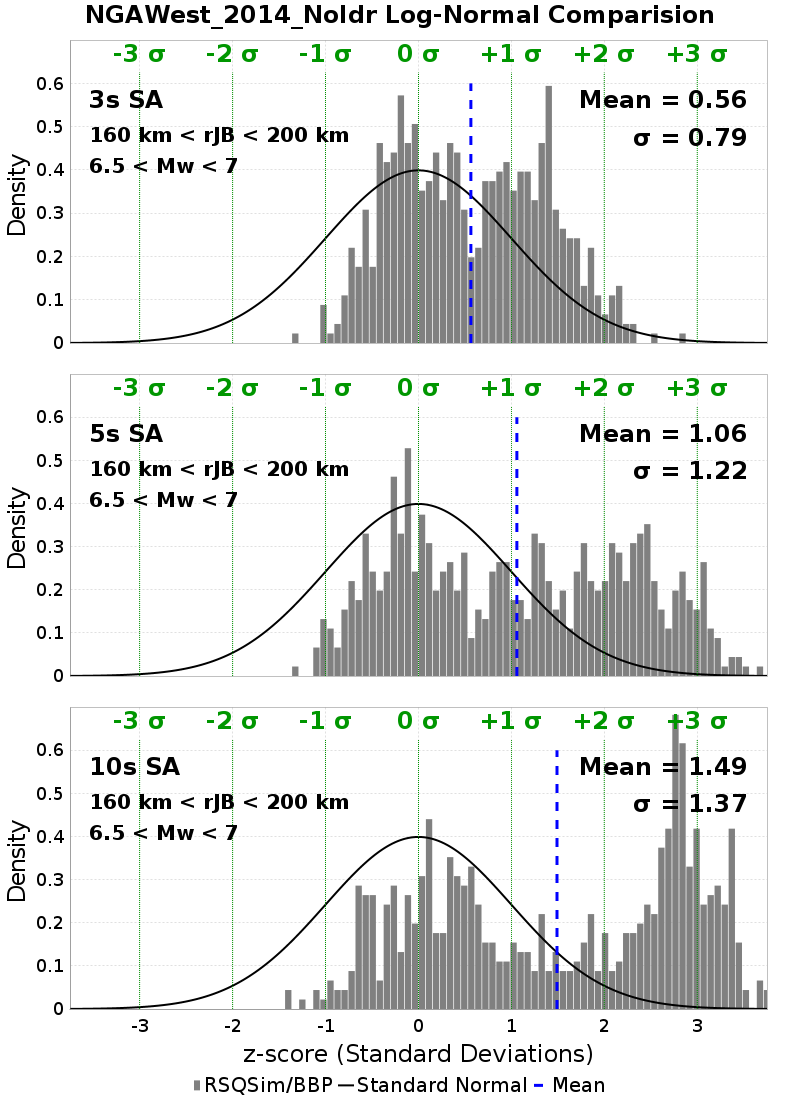 NGAWest_2014_NoIdr Log-Normal Comparision
-3 σ -2 σ -1 σ 0 σ +1 σ +2 σ +3 σ
0.6
3s SA
Mean = 0.56
0.5
160 km < rJB < 200 km
σ = 0.79
6.5 < Mw < 7
0.4
0.3
0.2
0.1
0
Density
-3 σ -2 σ -1 σ 0 σ +1 σ +2 σ +3 σ
0.6
5s SA
Mean = 1.06
0.5
160 km < rJB < 200 km
σ = 1.22
6.5 < Mw < 7
0.4
0.3
0.2
0.1
0
Density
-3 σ -2 σ -1 σ 0 σ +1 σ +2 σ +3 σ
0.6
10s SA
Mean = 1.49
0.5
160 km < rJB < 200 km
σ = 1.37
6.5 < Mw < 7
0.4
0.3
0.2
0.1
0
Density
-3 -2 -1 0 1 2 3
z-score (Standard Deviations)
RSQSim/BBP Standard Normal Mean